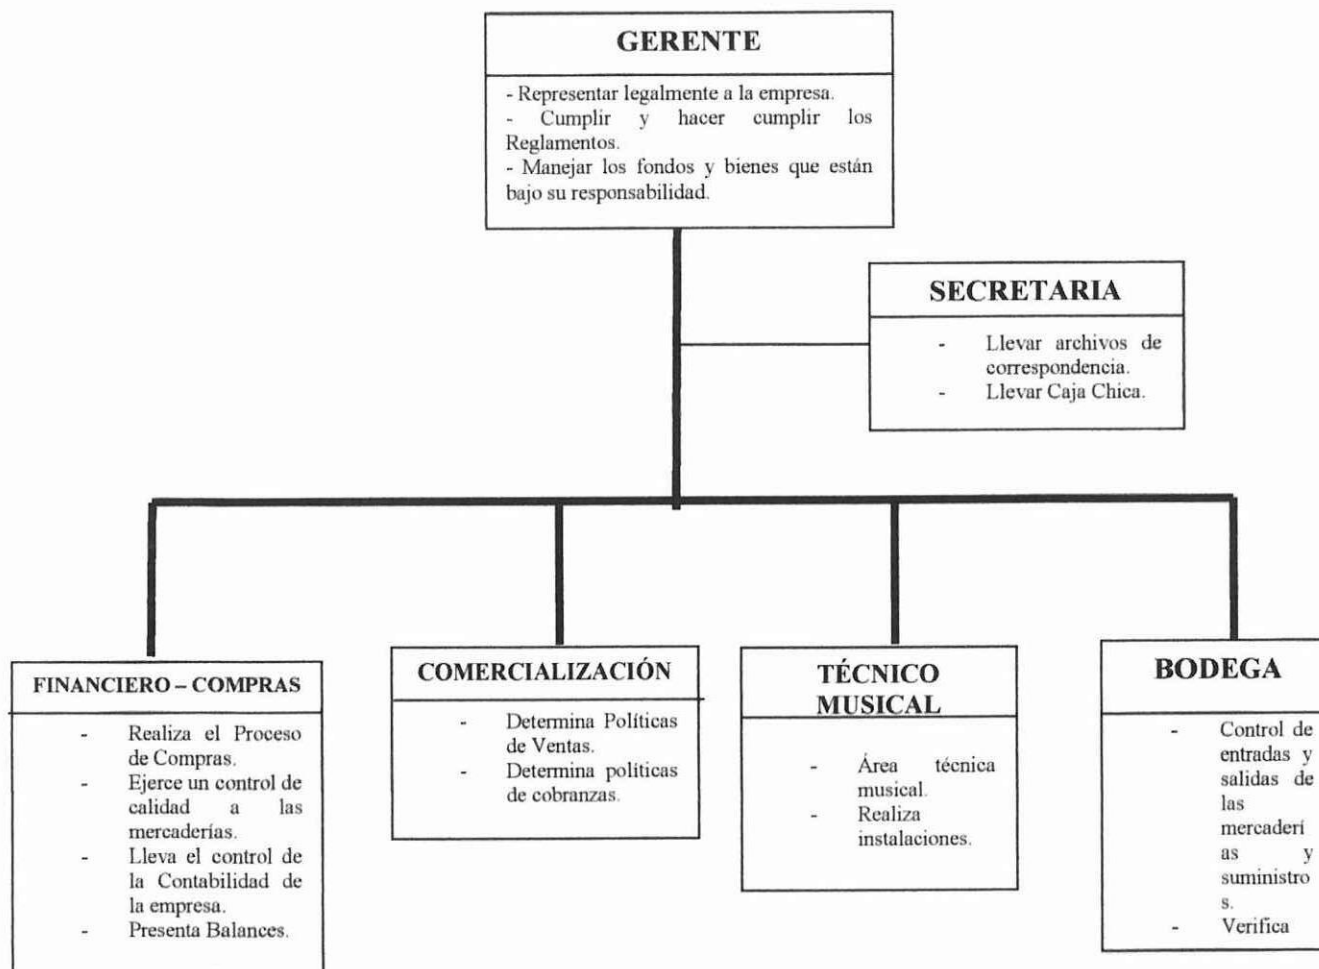 GERENTE
- Representar legalmente a la empresa.
- Cumplir y hacer cumplir los
Reglamentos.
- Manejar los fondos y bienes que están
bajo su responsabilidad.
SECRETARIA
- Llevar archivos de
correspondencia.
- Llevar Caja Chica.
FINANCIERO – COMPRAS
- Realiza el Proceso
de Compras.
- Ejerce un control de
calidad a las
mercaderías.
- Lleva el control de
la Contabilidad de
la empresa.
- Presenta Balances.
COMERCIALIZACIÓN
- Determina Políticas
de Ventas.
- Determina políticas
de cobranzas.
TÉCNICO
MUSICAL
- Área técnica
musical.
- Realiza
instalaciones.
BODEGA
- Control de
entradas y
salidas de
las
mercaderí
as y
suministro
s.
- Verifica